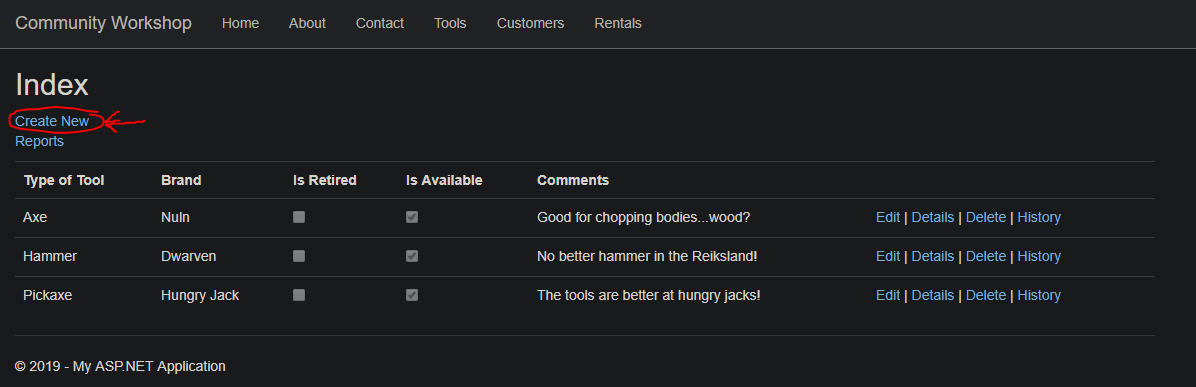 Community Workshop Home About Contact Tools Customers Rentals
Index
Create New
Reports
Type of Tool Brand Is Retired Is Available Comments
Axe Nuln Good for chopping bodies...wood? Edit | Details | Delete | History
Hammer Dwarven No better hammer in the Reiksland! Edit | Details | Delete | History
Pickaxe Hungry Jack The tools are better at hungry jacks! Edit | Details | Delete | History
© 2019 - My ASP.NET Application